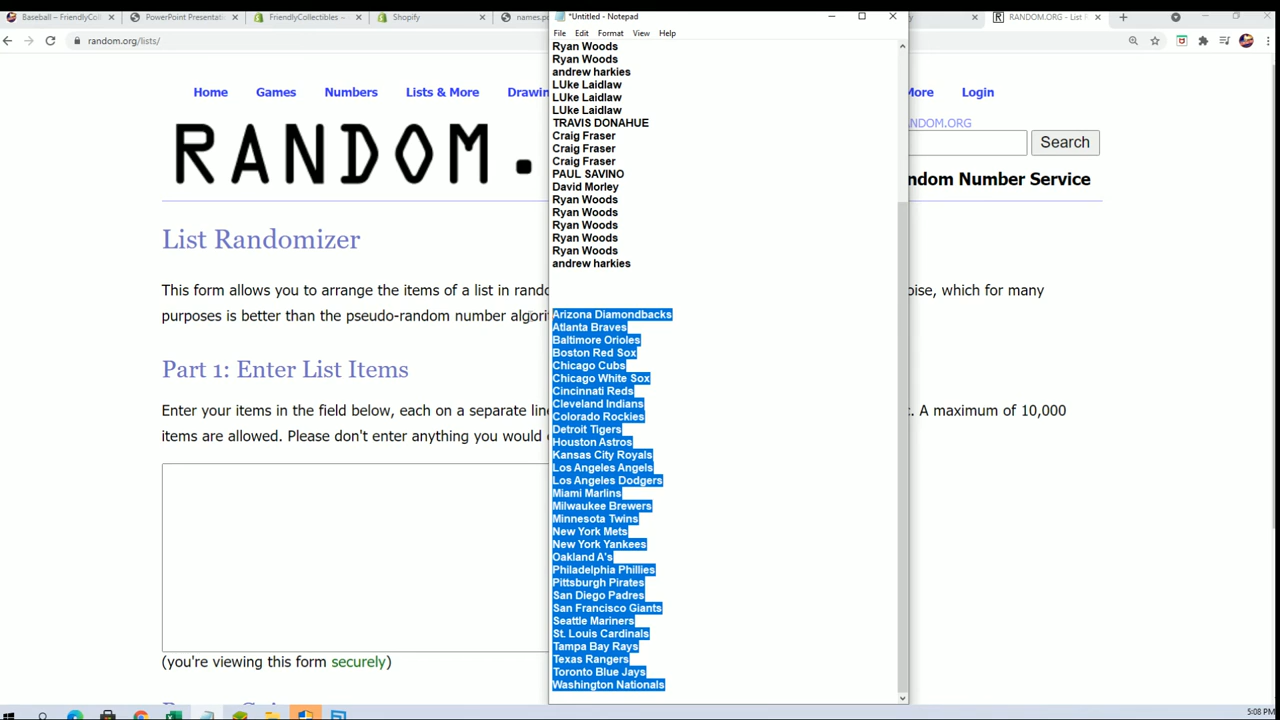 Baseball – FriendlyColl
PowerPoint Presentati
FriendlyCollectibles ~
Shopify
names.p
RANDOM.ORG - List R
random.org/lists/
*Untitled - Notepad
File Edit Format View Help
Home Games Numbers Lists & More Drawin
More Login
RANDOM.
NDOM.ORG
Search
ndom Number Service
List Randomizer
This form allows you to arrange the items of a list in rand
oise, which for many
purposes is better than the pseudo-random number algori
Part 1: Enter List Items
Enter your items in the field below, each on a separate line
. A maximum of 10,000
items are allowed. Please don't enter anything you would
(you're viewing this form securely)
Ryan Woods
Ryan Woods
andrew harkies
LUke Laidlaw
LUke Laidlaw
LUke Laidlaw
TRAVIS DONAHUE
Craig Fraser
Craig Fraser
Craig Fraser
PAUL SAVINO
David Morley
Ryan Woods
Ryan Woods
Ryan Woods
Ryan Woods
Ryan Woods
andrew harkies
Arizona Diamondbacks
Atlanta Braves
Baltimore Orioles
Boston Red Sox
Chicago Cubs
Chicago White Sox
Cincinnati Reds
Cleveland Indians
Colorado Rockies
Detroit Tigers
Houston Astros
Kansas City Royals
Los Angeles Angels
Los Angeles Dodgers
Miami Marlins
Milwaukee Brewers
Minnesota Twins
New York Mets
New York Yankees
Oakland A's
Philadelphia Phillies
Pittsburgh Pirates
San Diego Padres
San Francisco Giants
Seattle Mariners
St. Louis Cardinals
Tampa Bay Rays
Texas Rangers
Toronto Blue Jays
Washington Nationals
5:08 PM